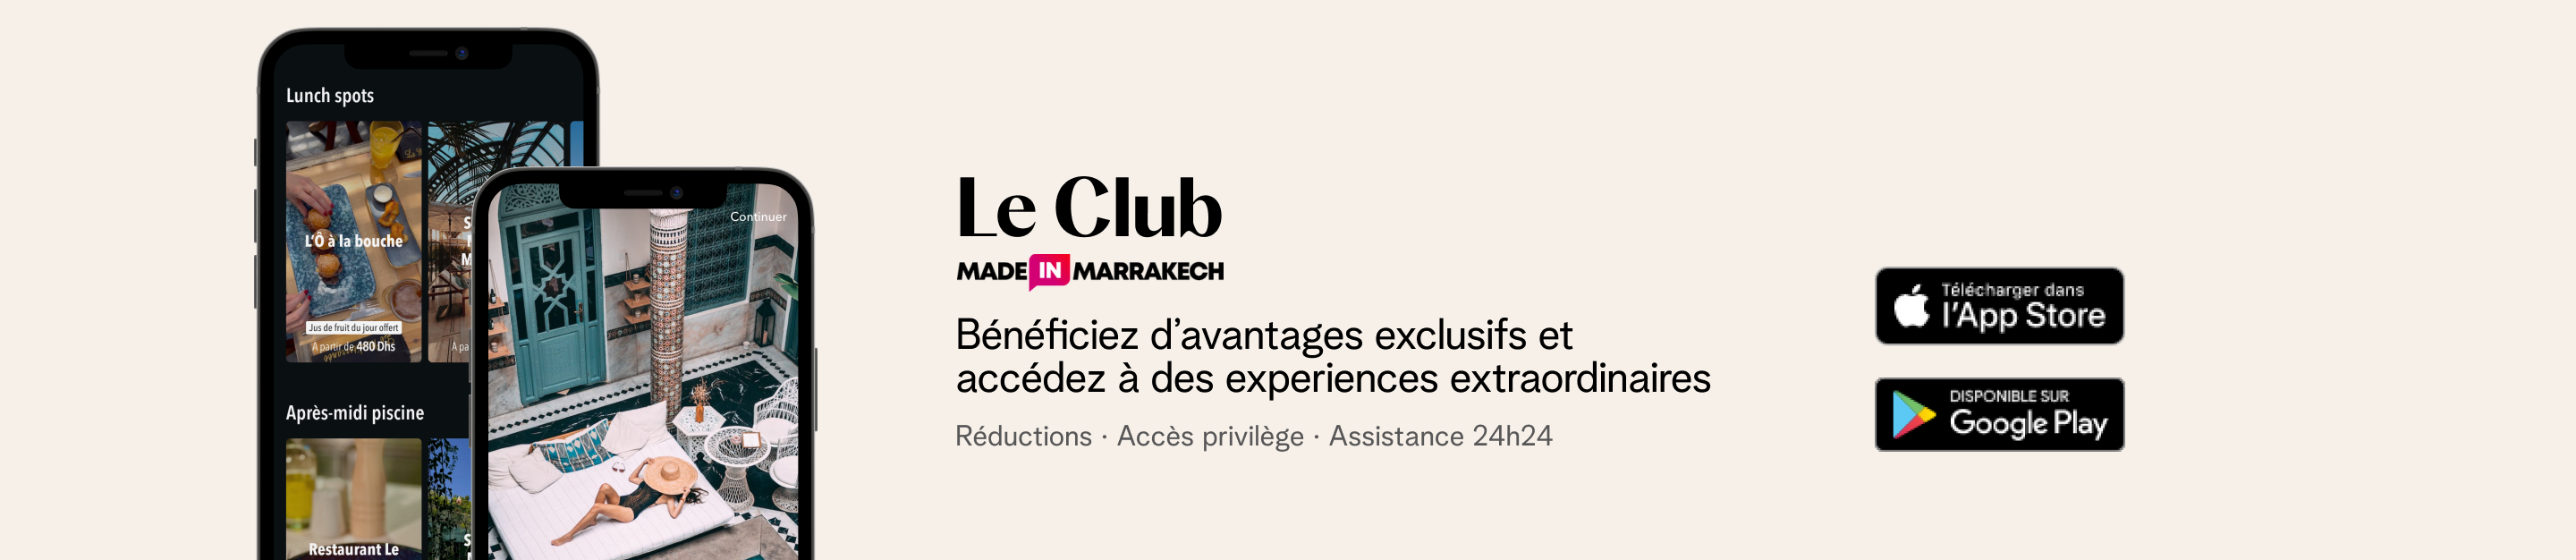 Lunch spots
L'Ô à la bouche
Jus de fruit du jour offert
A partir de 480 Dhs
Après-midi piscine
Restaurant Le
Continuer
Le Club
MADE IN MARRAKECH
Bénéficiez d’avantages exclusifs et
accédez à des experiences extraordinaires
Réductions · Accès privilège · Assistance 24h24
Télécharger dans
l'App Store
DISPONIBLE SUR
Google Play